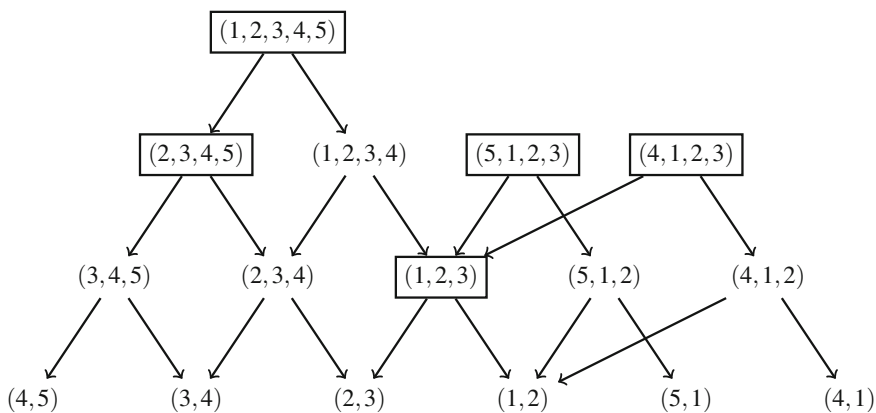 (1,2,3,4,5)
(2,3,4,5) (1,2,3,4) (5,1,2,3) (4,1,2,3)
(3,4,5) (2,3,4) (1,2,3) (5,1,2) (4,1,2)
(4,5) (3,4) (2,3) (1,2) (5,1) (4,1)